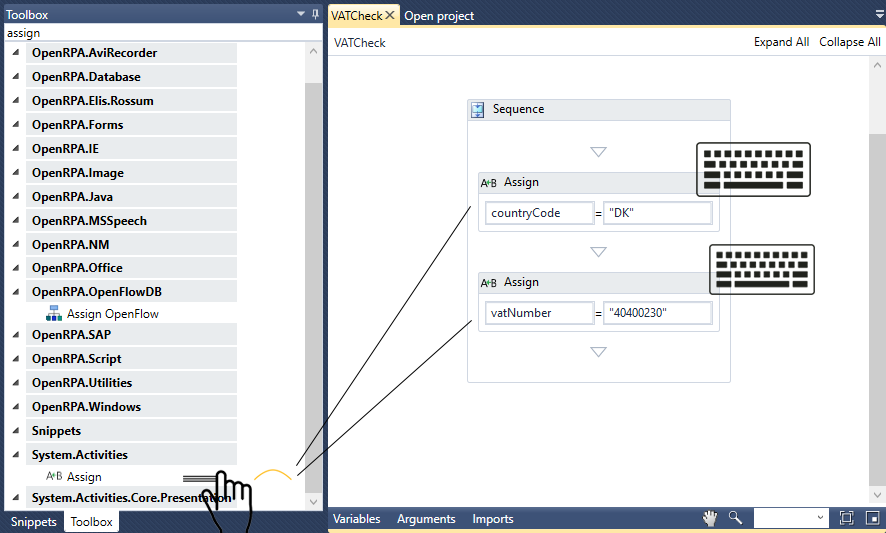 Toolbox
assign
OpenRPA.AviRecorder
OpenRPA.Database
OpenRPA.Elis.Rossum
OpenRPA.Forms
OpenRPA.IE
OpenRPA.Image
OpenRPA.Java
OpenRPA.MSSpeech
OpenRPA.NM
OpenRPA.Office
OpenRPA.OpenFlowDB
Assign OpenFlow
OpenRPA.SAP
OpenRPA.Script
OpenRPA.Utilities
OpenRPA.Windows
Snippets
System.Activities
A+B Assign
System.Activities.Core.Presentation
Snippets Toolbox
VATCheck Open project
VATCheck Expand All Collapse All
Sequence
A+B Assign
countryCode = "DK"
A+B Assign
vatNumber = "40400230"
Variables Arguments Imports